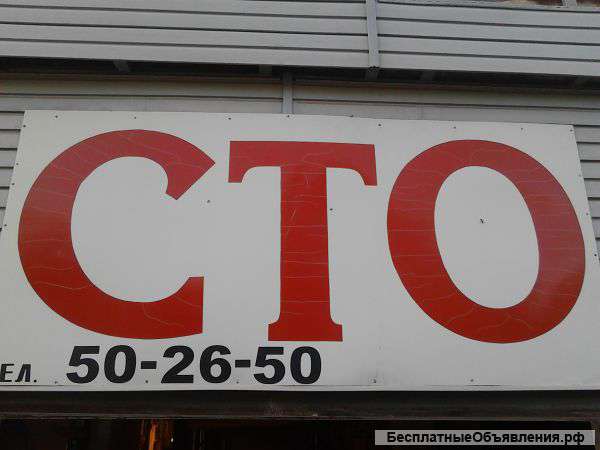 СТО
ЕЛ. 50-26-50
БесплатныеОбъявления.рф